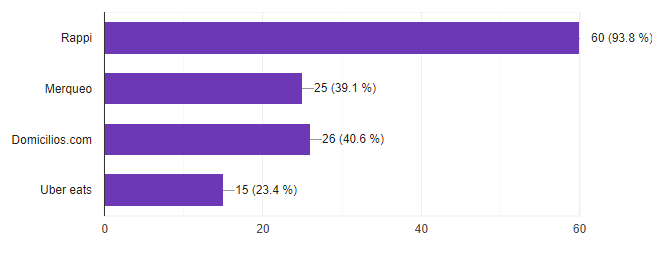 Rappi 60 (93.8 %)
Merqueo 25 (39.1 %)
Domicilios.com 26 (40.6 %)
Uber eats 15 (23.4 %)
0 20 40 60